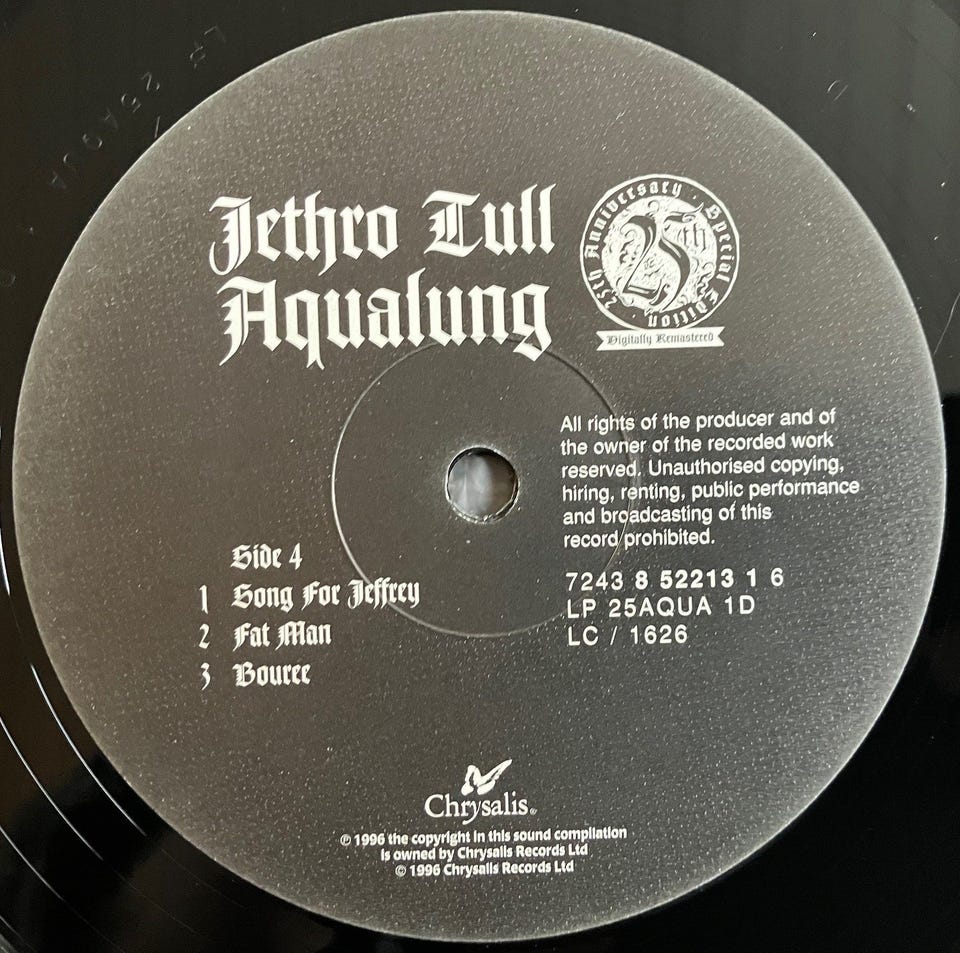 LP 25AQUA
Jethro Tull
Aqualung
25th Anniversary · Special Edition
25th
Digitally Remastered
All rights of the producer and of
the owner of the recorded work
reserved. Unauthorised copying,
hiring, renting, public performance
and broadcasting of this
record prohibited.
7243 8 52213 1 6
LP 25AQUA 1D
LC / 1626
Side 4
1 Song For Jeffrey
2 Fat Man
3 Bouree
Chrysalis®
℗ 1996 the copyright in this sound compilation
is owned by Chrysalis Records Ltd
© 1996 Chrysalis Records Ltd